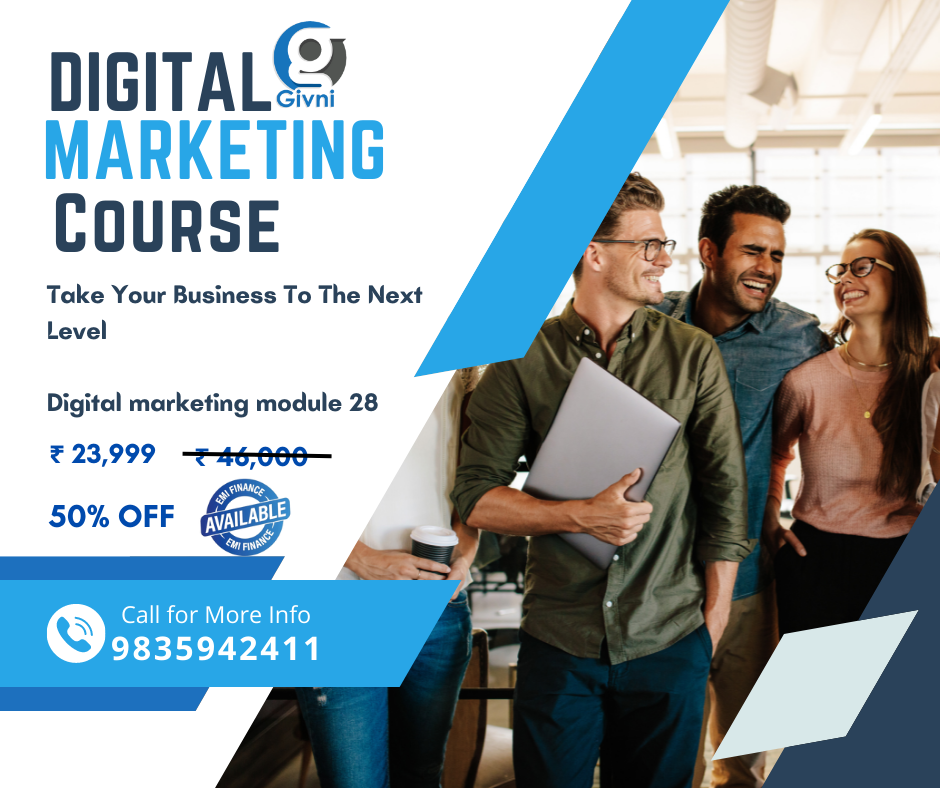 DIGITAL
Givni
MARKETING
COURSE
Take Your Business To The Next
Level
Digital marketing module 28
₹ 23,999 ₹ 46,000
50% OFF
EMI FINANCE
AVAILABLE
EMI FINANCE
Call for More Info
9835942411